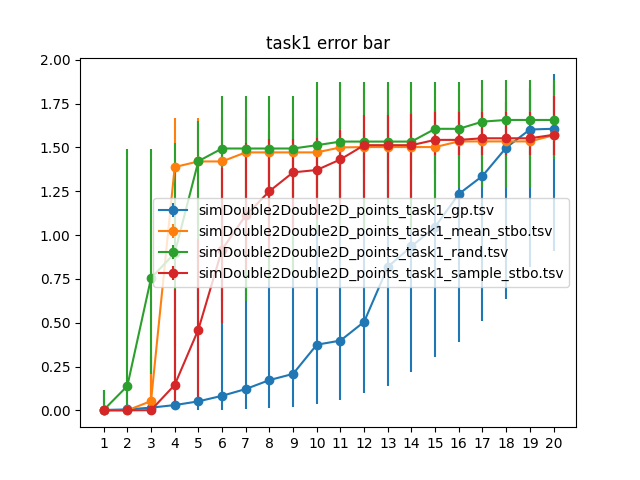 task1 error bar
2.00
1.75
1.50
1.25
1.00
0.75
0.50
0.25
0.00
simDouble2Double2D_points_task1_gp.tsv
simDouble2Double2D_points_task1_mean_stbo.tsv
simDouble2Double2D_points_task1_rand.tsv
simDouble2Double2D_points_task1_sample_stbo.tsv
1 2 3 4 5 6 7 8 9 10 11 12 13 14 15 16 17 18 19 20